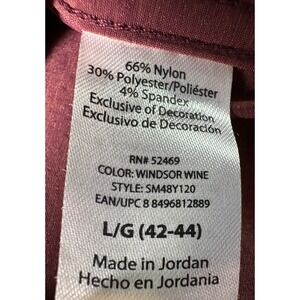 66% Nylon
30% Polyester/Poliéster
4% Spandex
Exclusive of Decoration
Exclusivo de Decoración
RN# 52469
COLOR: WINDSOR WINE
STYLE: SM48Y120
EAN/UPC 8 8496812889
L/G (42-44)
Made in Jordan
Hecho en Jordania